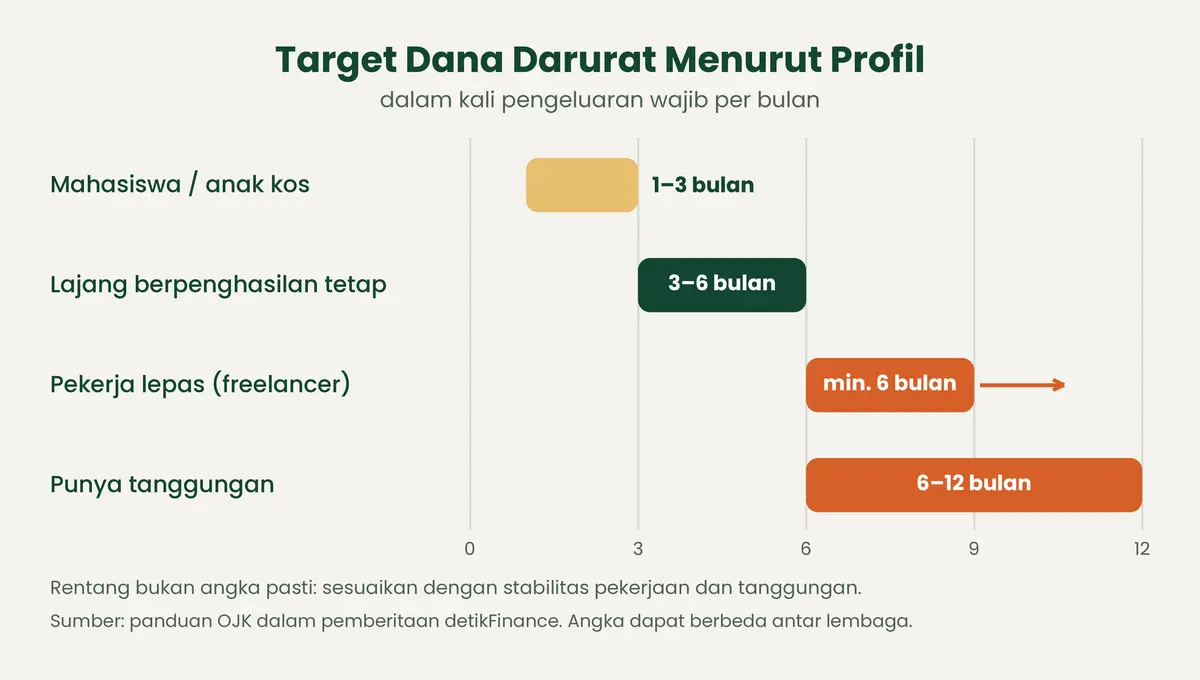 Target Dana Darurat Menurut Profil
dalam kali pengeluaran wajib per bulan
Mahasiswa / anak kos
1–3 bulan
Lajang berpenghasilan tetap
3–6 bulan
Pekerja lepas (freelancer)
min. 6 bulan
Punya tanggungan
6–12 bulan
0 3 6 9 12
Rentang bukan angka pasti: sesuaikan dengan stabilitas pekerjaan dan tanggungan.
Sumber: panduan OJK dalam pemberitaan detikFinance. Angka dapat berbeda antar lembaga.